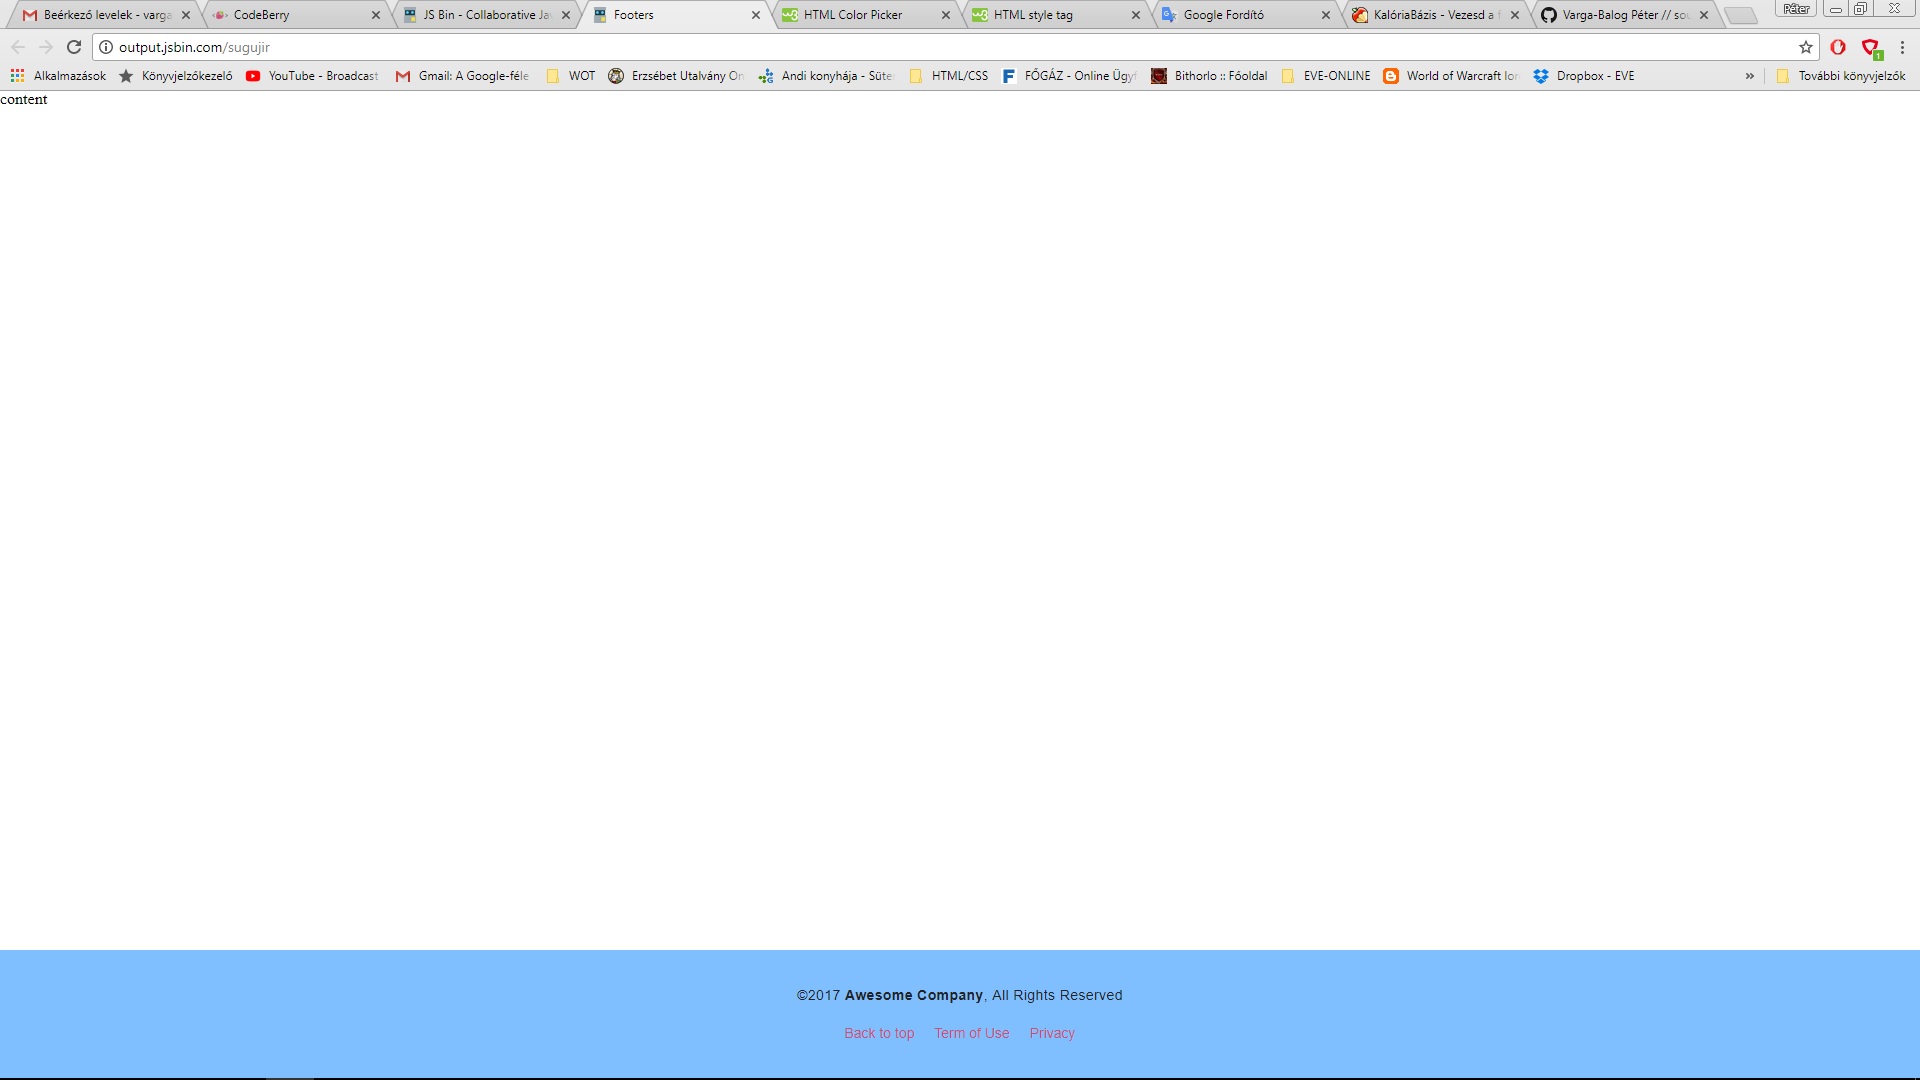 Beérkező levelek - varga CodeBerry JS Bin - Collaborative Ja Footers HTML Color Picker HTML style tag Google Fordító KalóriaBázis - Vezesd a Varga-Balog Péter // so Péter
output.jsbin.com/sugujir
Alkalmazások Könyvjelzőkezelő YouTube - Broadcast Gmail: A Google-féle WOT Erzsébet Utalvány On Andi konyhája - Süte HTML/CSS FŐGÁZ - Online Ügyf Bithorlo :: Főoldal EVE-ONLINE World of Warcraft lor Dropbox - EVE » További könyvjelzők
content
©2017 Awesome Company, All Rights Reserved
Back to top Term of Use Privacy